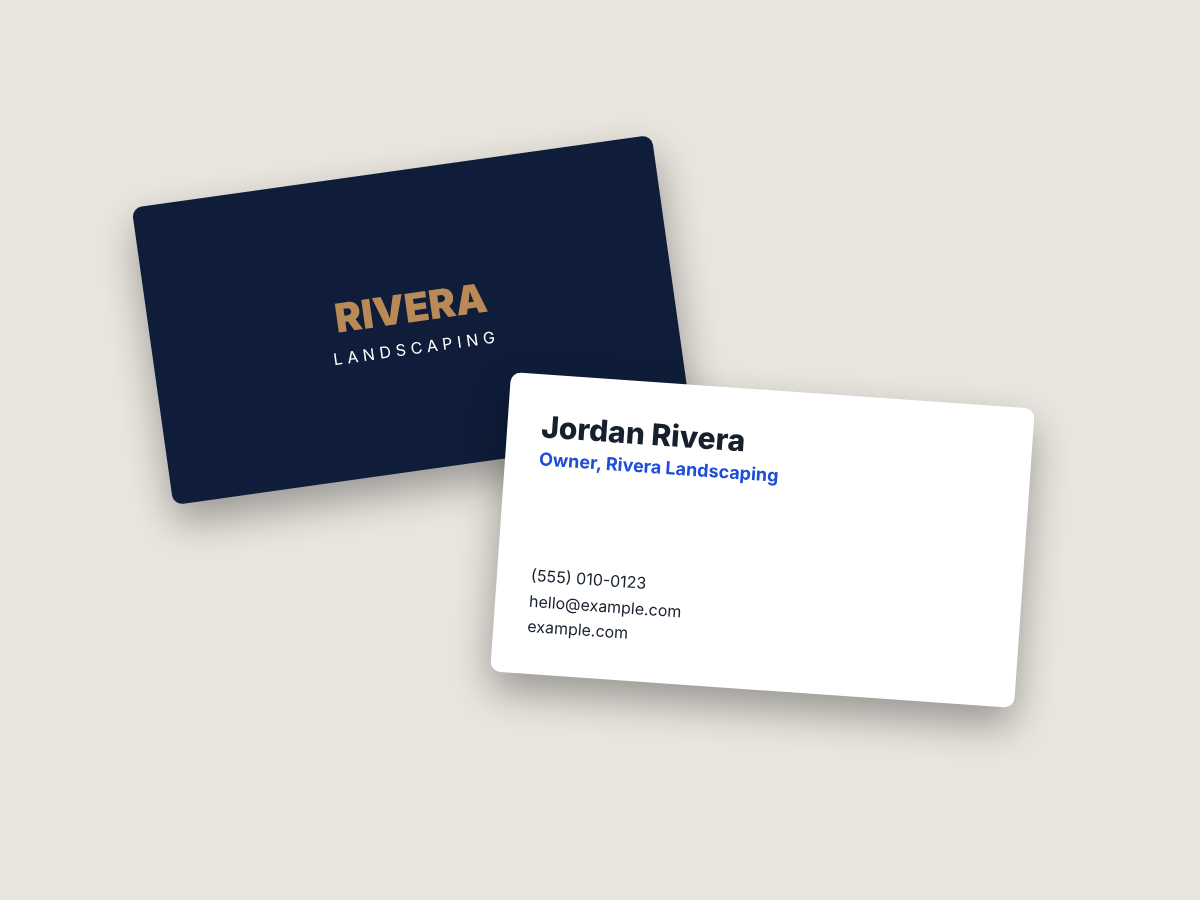 RIVERA
LANDSCAPING
Jordan Rivera
Owner, Rivera Landscaping
(555) 010-0123
hello@example.com
example.com